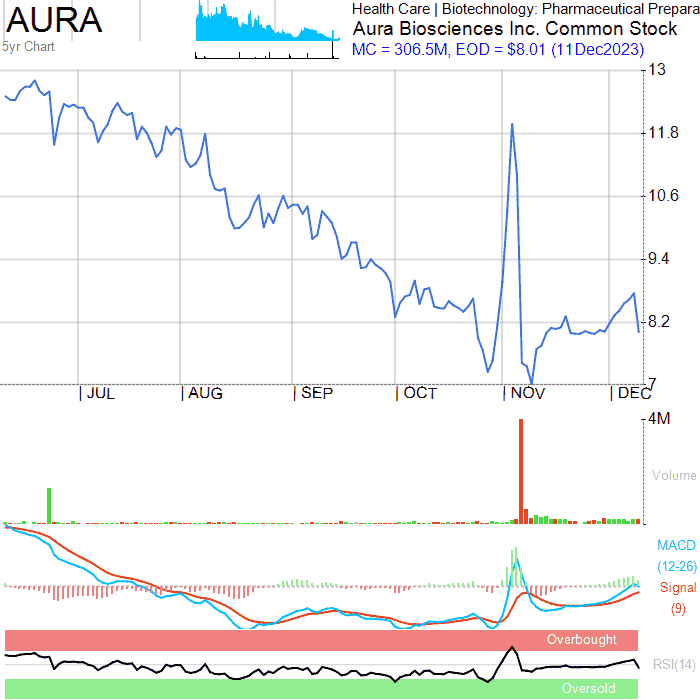 AURA
5yr Chart
Health Care | Biotechnology: Pharmaceutical Prepara
Aura Biosciences Inc. Common Stock
MC = 306.5M, EOD = $8.01 (11Dec2023)
13
11.8
10.6
9.4
8.2
7
| JUL | AUG | SEP | OCT | NOV | DEC
4M
Volume
MACD
(12-26)
Signal
(9)
Overbought
RSI(14)
Oversold